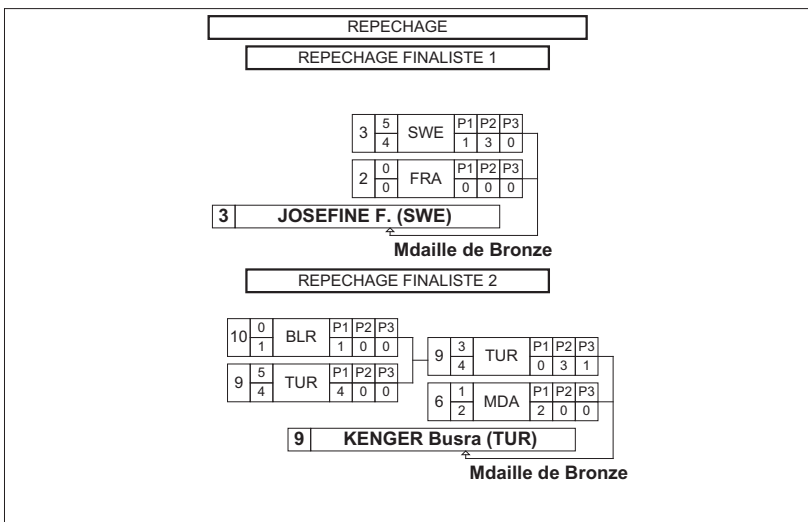 REPECHAGE
REPECHAGE FINALISTE 1
3 5 SWE P1 P2 P3
4 1 3 0
2 0 FRA P1 P2 P3
0 0 0 0
3 JOSEFINE F. (SWE)
Mdaille de Bronze
REPECHAGE FINALISTE 2
10 0 BLR P1 P2 P3
1 1 0 0
9 5 TUR P1 P2 P3
4 4 0 0
9 3 TUR P1 P2 P3
4 0 3 1
6 1 MDA P1 P2 P3
2 2 0 0
9 KENGER Busra (TUR)
Mdaille de Bronze